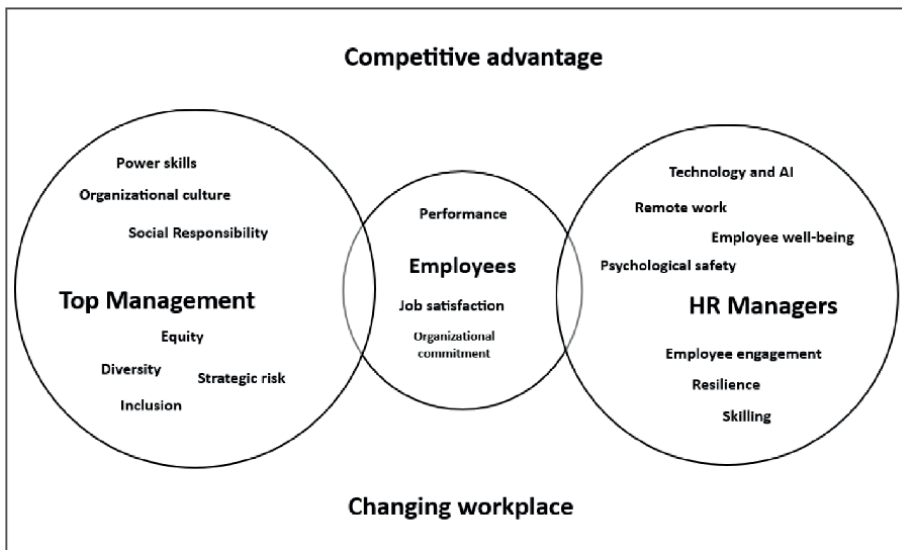 Competitive advantage
Power skills
Organizational culture
Social Responsibility
Top Management
Equity
Diversity
Strategic risk
Inclusion
Performance
Employees
Job satisfaction
Organizational
commitment
Technology and AI
Remote work
Employee well-being
Psychological safety
HR Managers
Employee engagement
Resilience
Skilling
Changing workplace